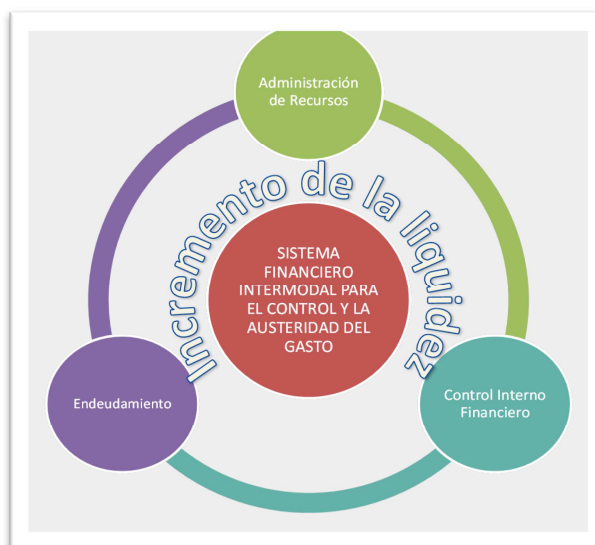 Administración
de Recursos
Incremento de la liquidez
SISTEMA
FINANCIERO
INTERMODAL PARA
EL CONTROL Y LA
AUSTERIDAD DEL
GASTO
Endeudamiento
Control Interno
Financiero